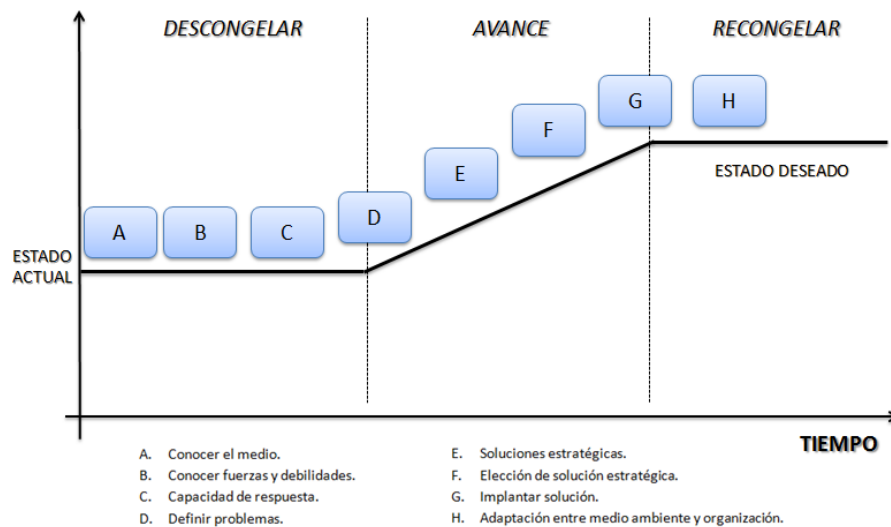 DESCONGELAR
AVANCE
RECONGELAR
G
H
F
E
D
A
B
C
ESTADO DESEADO
ESTADO
ACTUAL
TIEMPO
A. Conocer el medio.
B. Conocer fuerzas y debilidades.
C. Capacidad de respuesta.
D. Definir problemas.
E. Soluciones estratégicas.
F. Elección de solución estratégica.
G. Implantar solución.
H. Adaptación entre medio ambiente y organización.